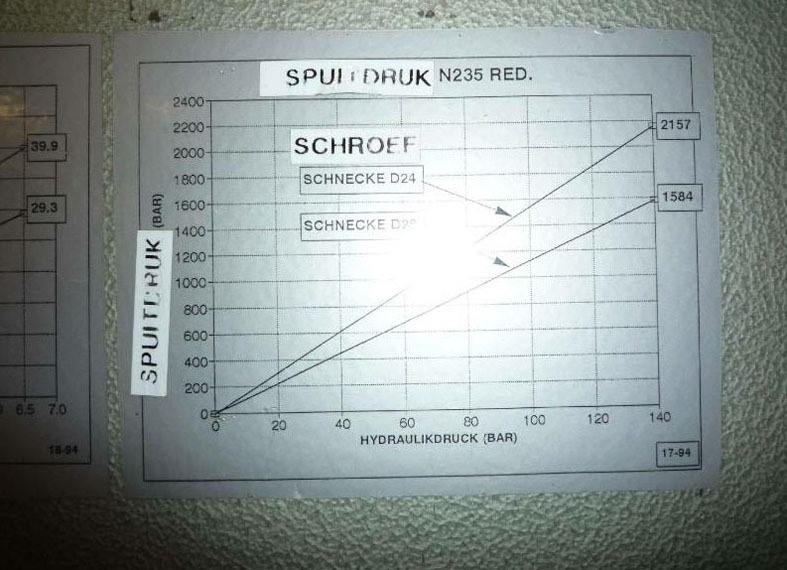 SPUITDRUK N235 RED.
SCHROEF
SCHNECKE D24
SCHNECKE
2157
1584
SPUITDRUK (BAR)
2400
2200
2000
1800
1600
1400
1200
1000
800
600
400
200
0
0 20 40 60 80 100 120 140
HYDRAULIKDRUCK (BAR)
17-94
39.9
29.3
6.5 7.0
18-94